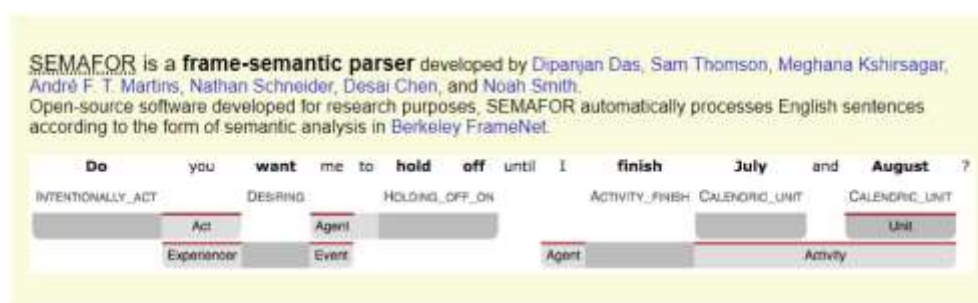 SEMAFOR is a frame-semantic parser developed by Dipanjan Das, Sam Thomson, Meghana Kshirsagar,
André F. T. Martins, Nathan Schneider, Desai Chen, and Noah Smith.
Open-source software developed for research purposes, SEMAFOR automatically processes English sentences
according to the form of semantic analysis in Berkeley FrameNet.
Do you want me to hold off until I finish July and August ?
INTENTIONALLY_ACT DESIRING HOLDING_OFF_ON ACTIVITY_FINISH CALENDRIC_UNIT CALENDRIC_UNIT
Act Agent Unit
Experiencer Event Agent Activity